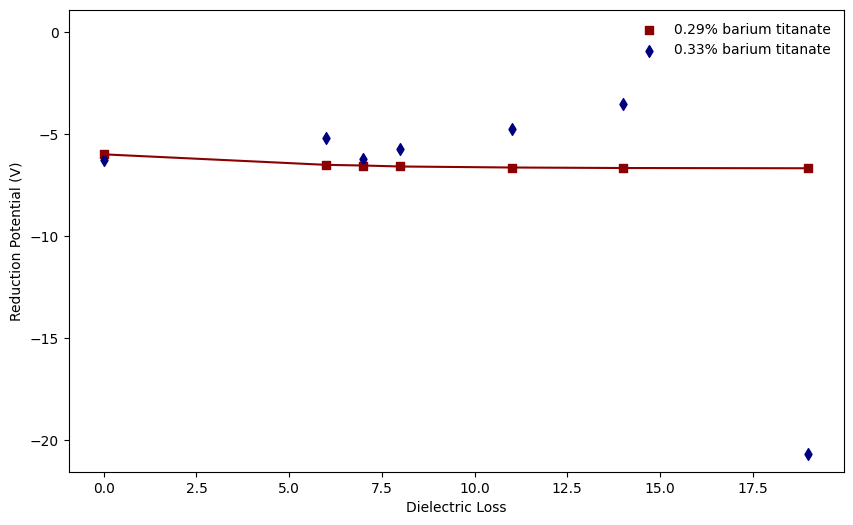 0.29% barium titanate
0.33% barium titanate
0
−5
−10
−15
−20
Reduction Potential (V)
0.0 2.5 5.0 7.5 10.0 12.5 15.0 17.5
Dielectric Loss